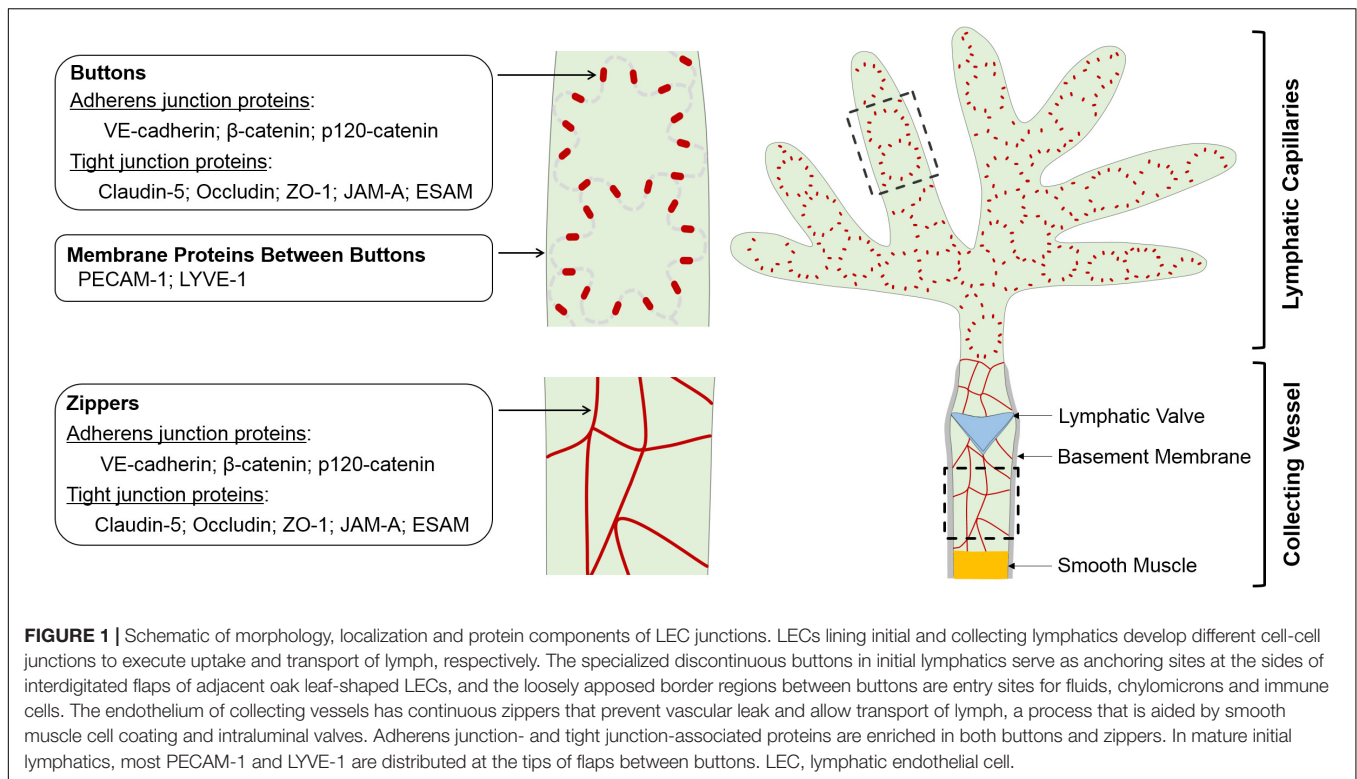 Buttons
Adherens junction proteins:
VE-cadherin; β-catenin; p120-catenin
Tight junction proteins:
Claudin-5; Occludin; ZO-1; JAM-A; ESAM
Membrane Proteins Between Buttons
PECAM-1; LYVE-1
Zippers
Adherens junction proteins:
VE-cadherin; β-catenin; p120-catenin
Tight junction proteins:
Claudin-5; Occludin; ZO-1; JAM-A; ESAM
Lymphatic Capillaries
Lymphatic Valve
Basement Membrane
Smooth Muscle
Collecting Vessel
FIGURE 1 | Schematic of morphology, localization and protein components of LEC junctions. LECs lining initial and collecting lymphatics develop different cell-cell
junctions to execute uptake and transport of lymph, respectively. The specialized discontinuous buttons in initial lymphatics serve as anchoring sites at the sides of
interdigitated flaps of adjacent oak leaf-shaped LECs, and the loosely apposed border regions between buttons are entry sites for fluids, chylomicrons and immune
cells. The endothelium of collecting vessels has continuous zippers that prevent vascular leak and allow transport of lymph, a process that is aided by smooth
muscle cell coating and intraluminal valves. Adherens junction- and tight junction-associated proteins are enriched in both buttons and zippers. In mature initial
lymphatics, most PECAM-1 and LYVE-1 are distributed at the tips of flaps between buttons. LEC, lymphatic endothelial cell.